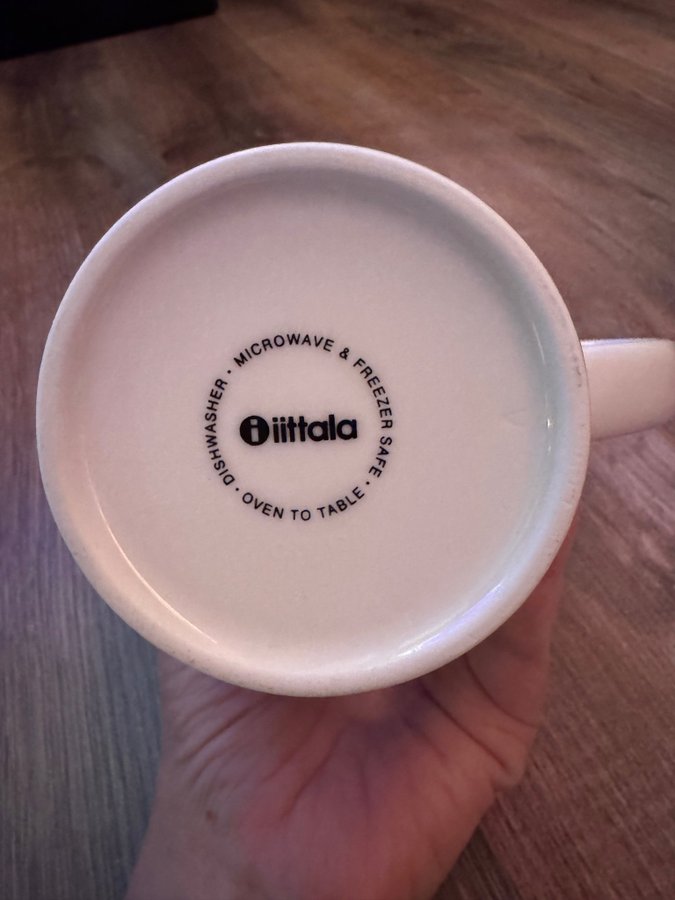 DISHWASHER · MICROWAVE & FREEZER SAFE · OVEN TO TABLE ·
i iittala